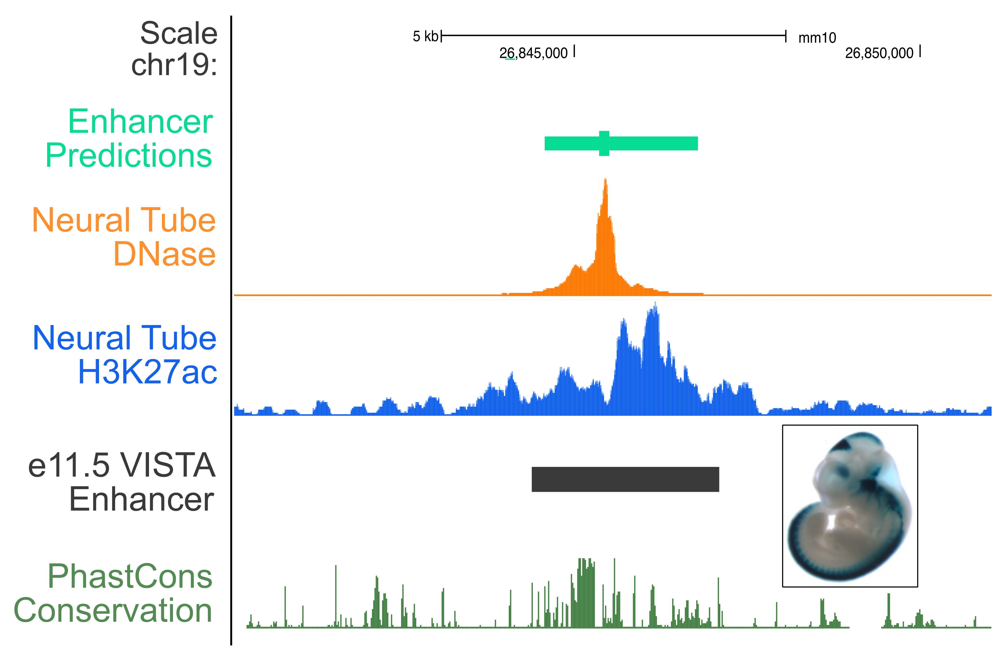 Scale
5 kb
mm10
chr19:
26,845,000
26,850,000
Enhancer
Predictions
Neural Tube
DNase
Neural Tube
H3K27ac
e11.5 VISTA
Enhancer
PhastCons
Conservation